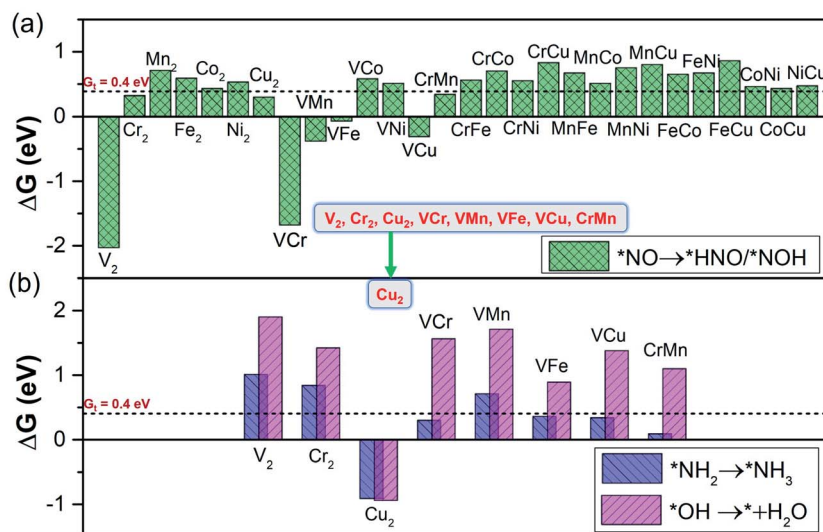 (a)
ΔG (eV)
1
0
-1
-2
Gₜ = 0.4 eV
V₂
Cr₂
Mn₂
Fe₂
Co₂
Ni₂
Cu₂
VCr
VMn
VFe
VCo
VNi
VCu
CrMn
CrFe
CrCo
CrNi
CrCu
MnFe
MnCo
MnNi
MnCu
FeCo
FeNi
FeCu
CoNi
CoCu
NiCu
V₂, Cr₂, Cu₂, VCr, VMn, VFe, VCu, CrMn
*NO→*HNO/*NOH
Cu₂
(b)
ΔG (eV)
2
1
0
-1
Gₜ = 0.4 eV
V₂
Cr₂
Cu₂
VCr
VMn
VFe
VCu
CrMn
*NH₂→*NH₃
*OH →*+H₂O